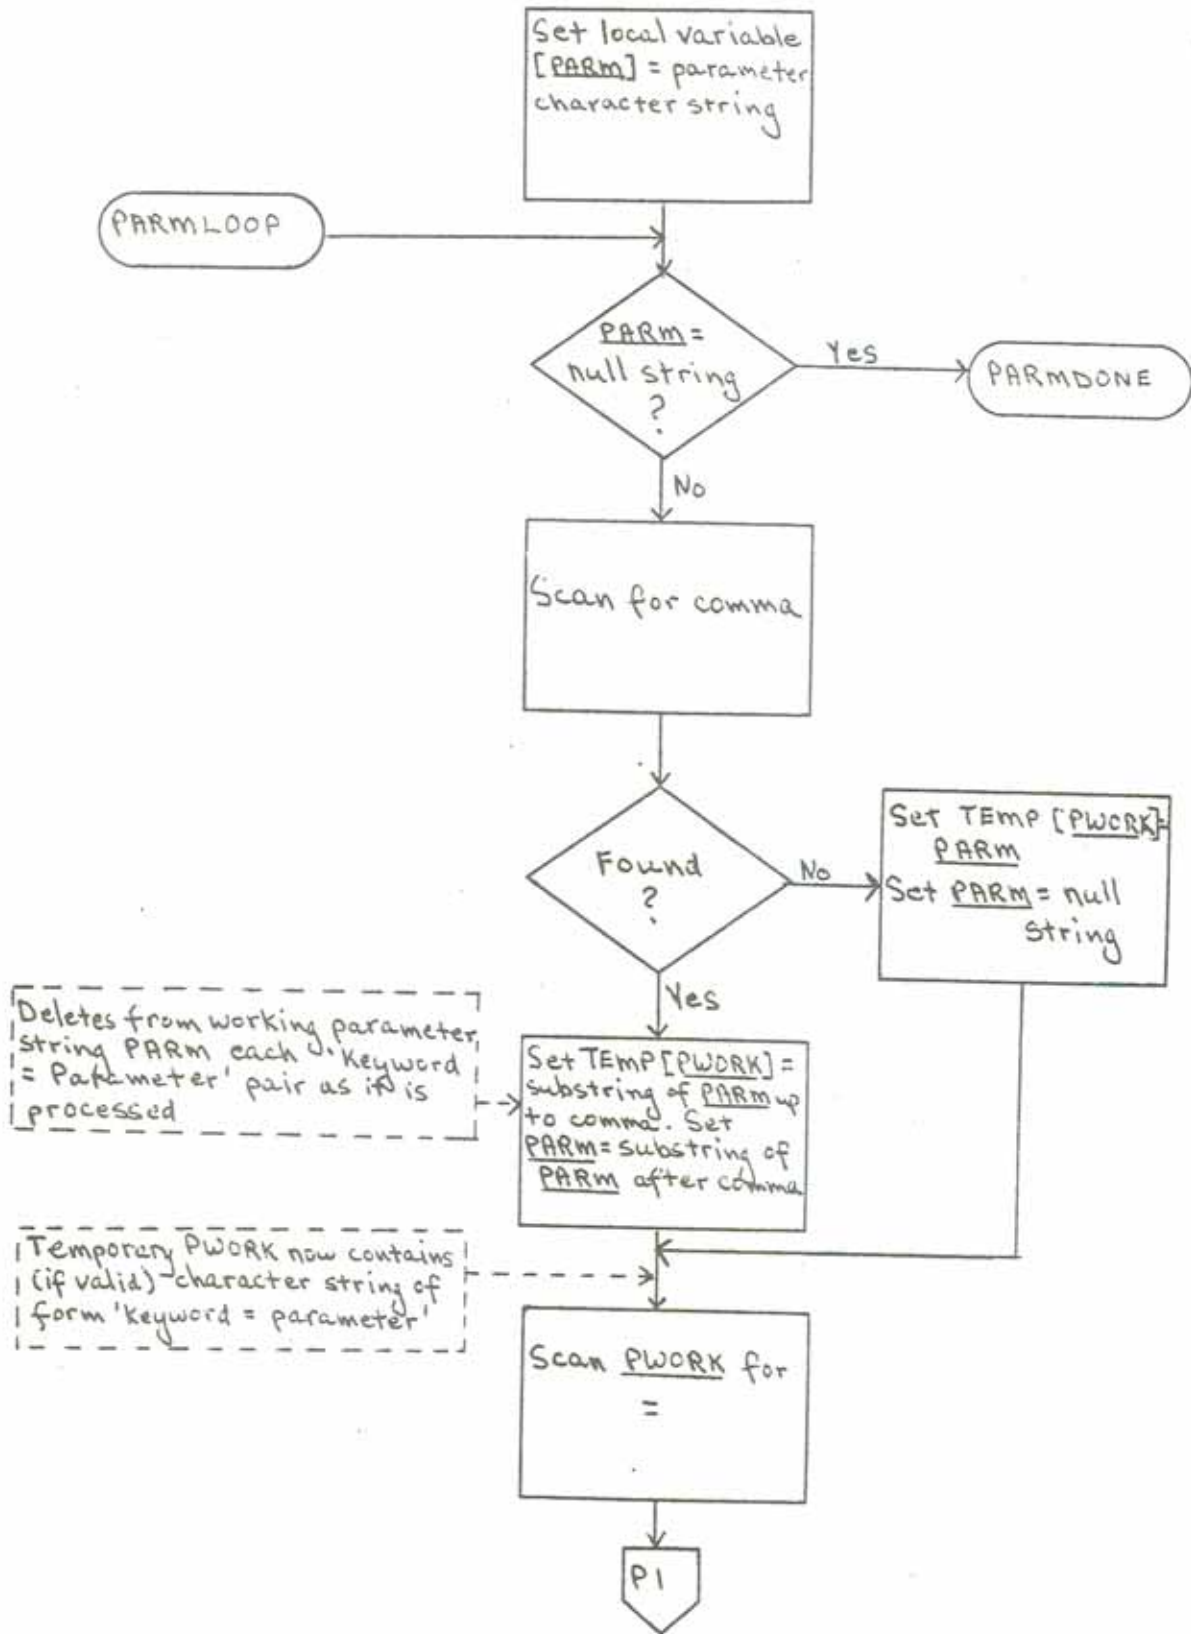 Set local variable
[PARM] = parameter
character string
PARMLOOP
PARM =
null string
?
Yes
PARMDONE
No
Scan for comma
Found
?
No
Set TEMP [PWORK]=
PARM
Set PARM = null
string
Yes
Deletes from working parameter
string PARM each 'Keyword
= Parameter' pair as it is
processed
Set TEMP [PWORK] =
substring of PARM up
to comma. Set
PARM = substring of
PARM after comma
Temporary PWORK now contains
(if valid) character string of
form 'Keyword = parameter'
Scan PWORK for
=
P1